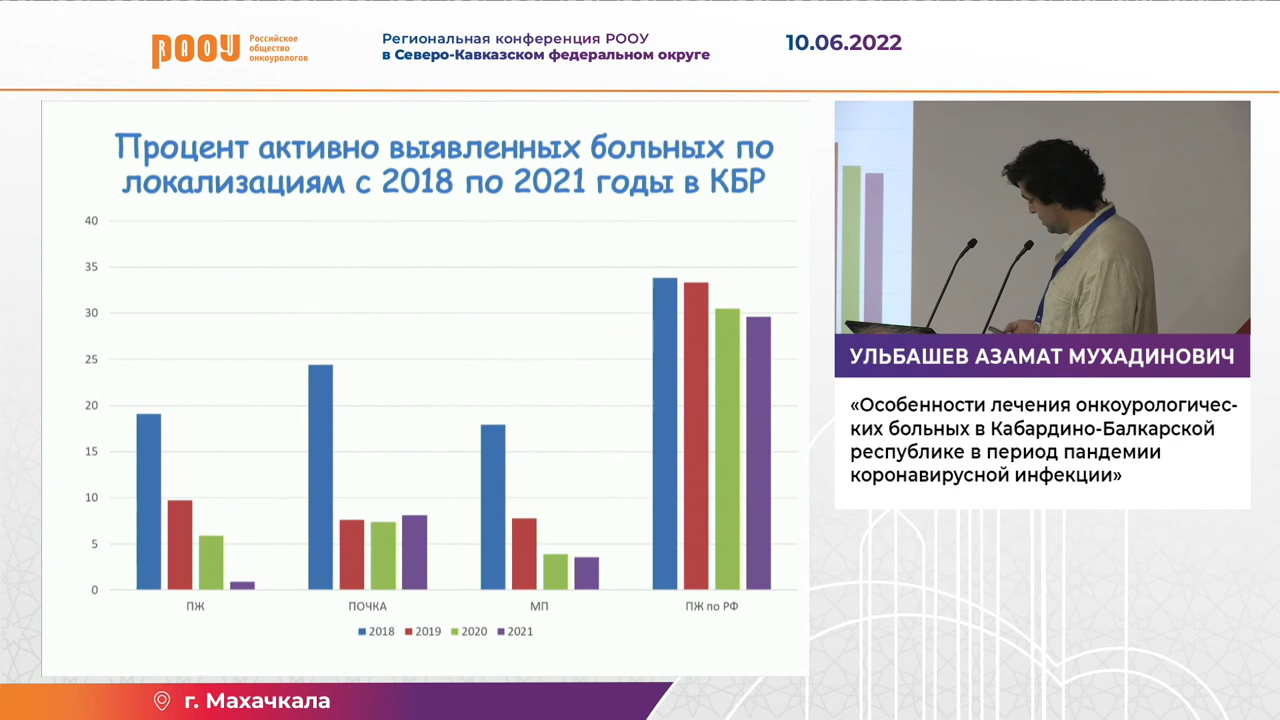 РООУ
Российское
общество
онкоурологов
Региональная конференция РООУ
в Северо-Кавказском федеральном округе
10.06.2022
Процент активно выявленных больных по
локализациям с 2018 по 2021 годы в КБР
40
35
30
25
20
15
10
5
0
ПЖ
ПОЧКА
МП
ПЖ по РФ
2018
2019
2020
2021
УЛЬБАШЕВ АЗАМАТ МУХАДИНОВИЧ
«Особенности лечения онкоурологичес-
ких больных в Кабардино-Балкарской
республике в период пандемии
коронавирусной инфекции»
г. Махачкала